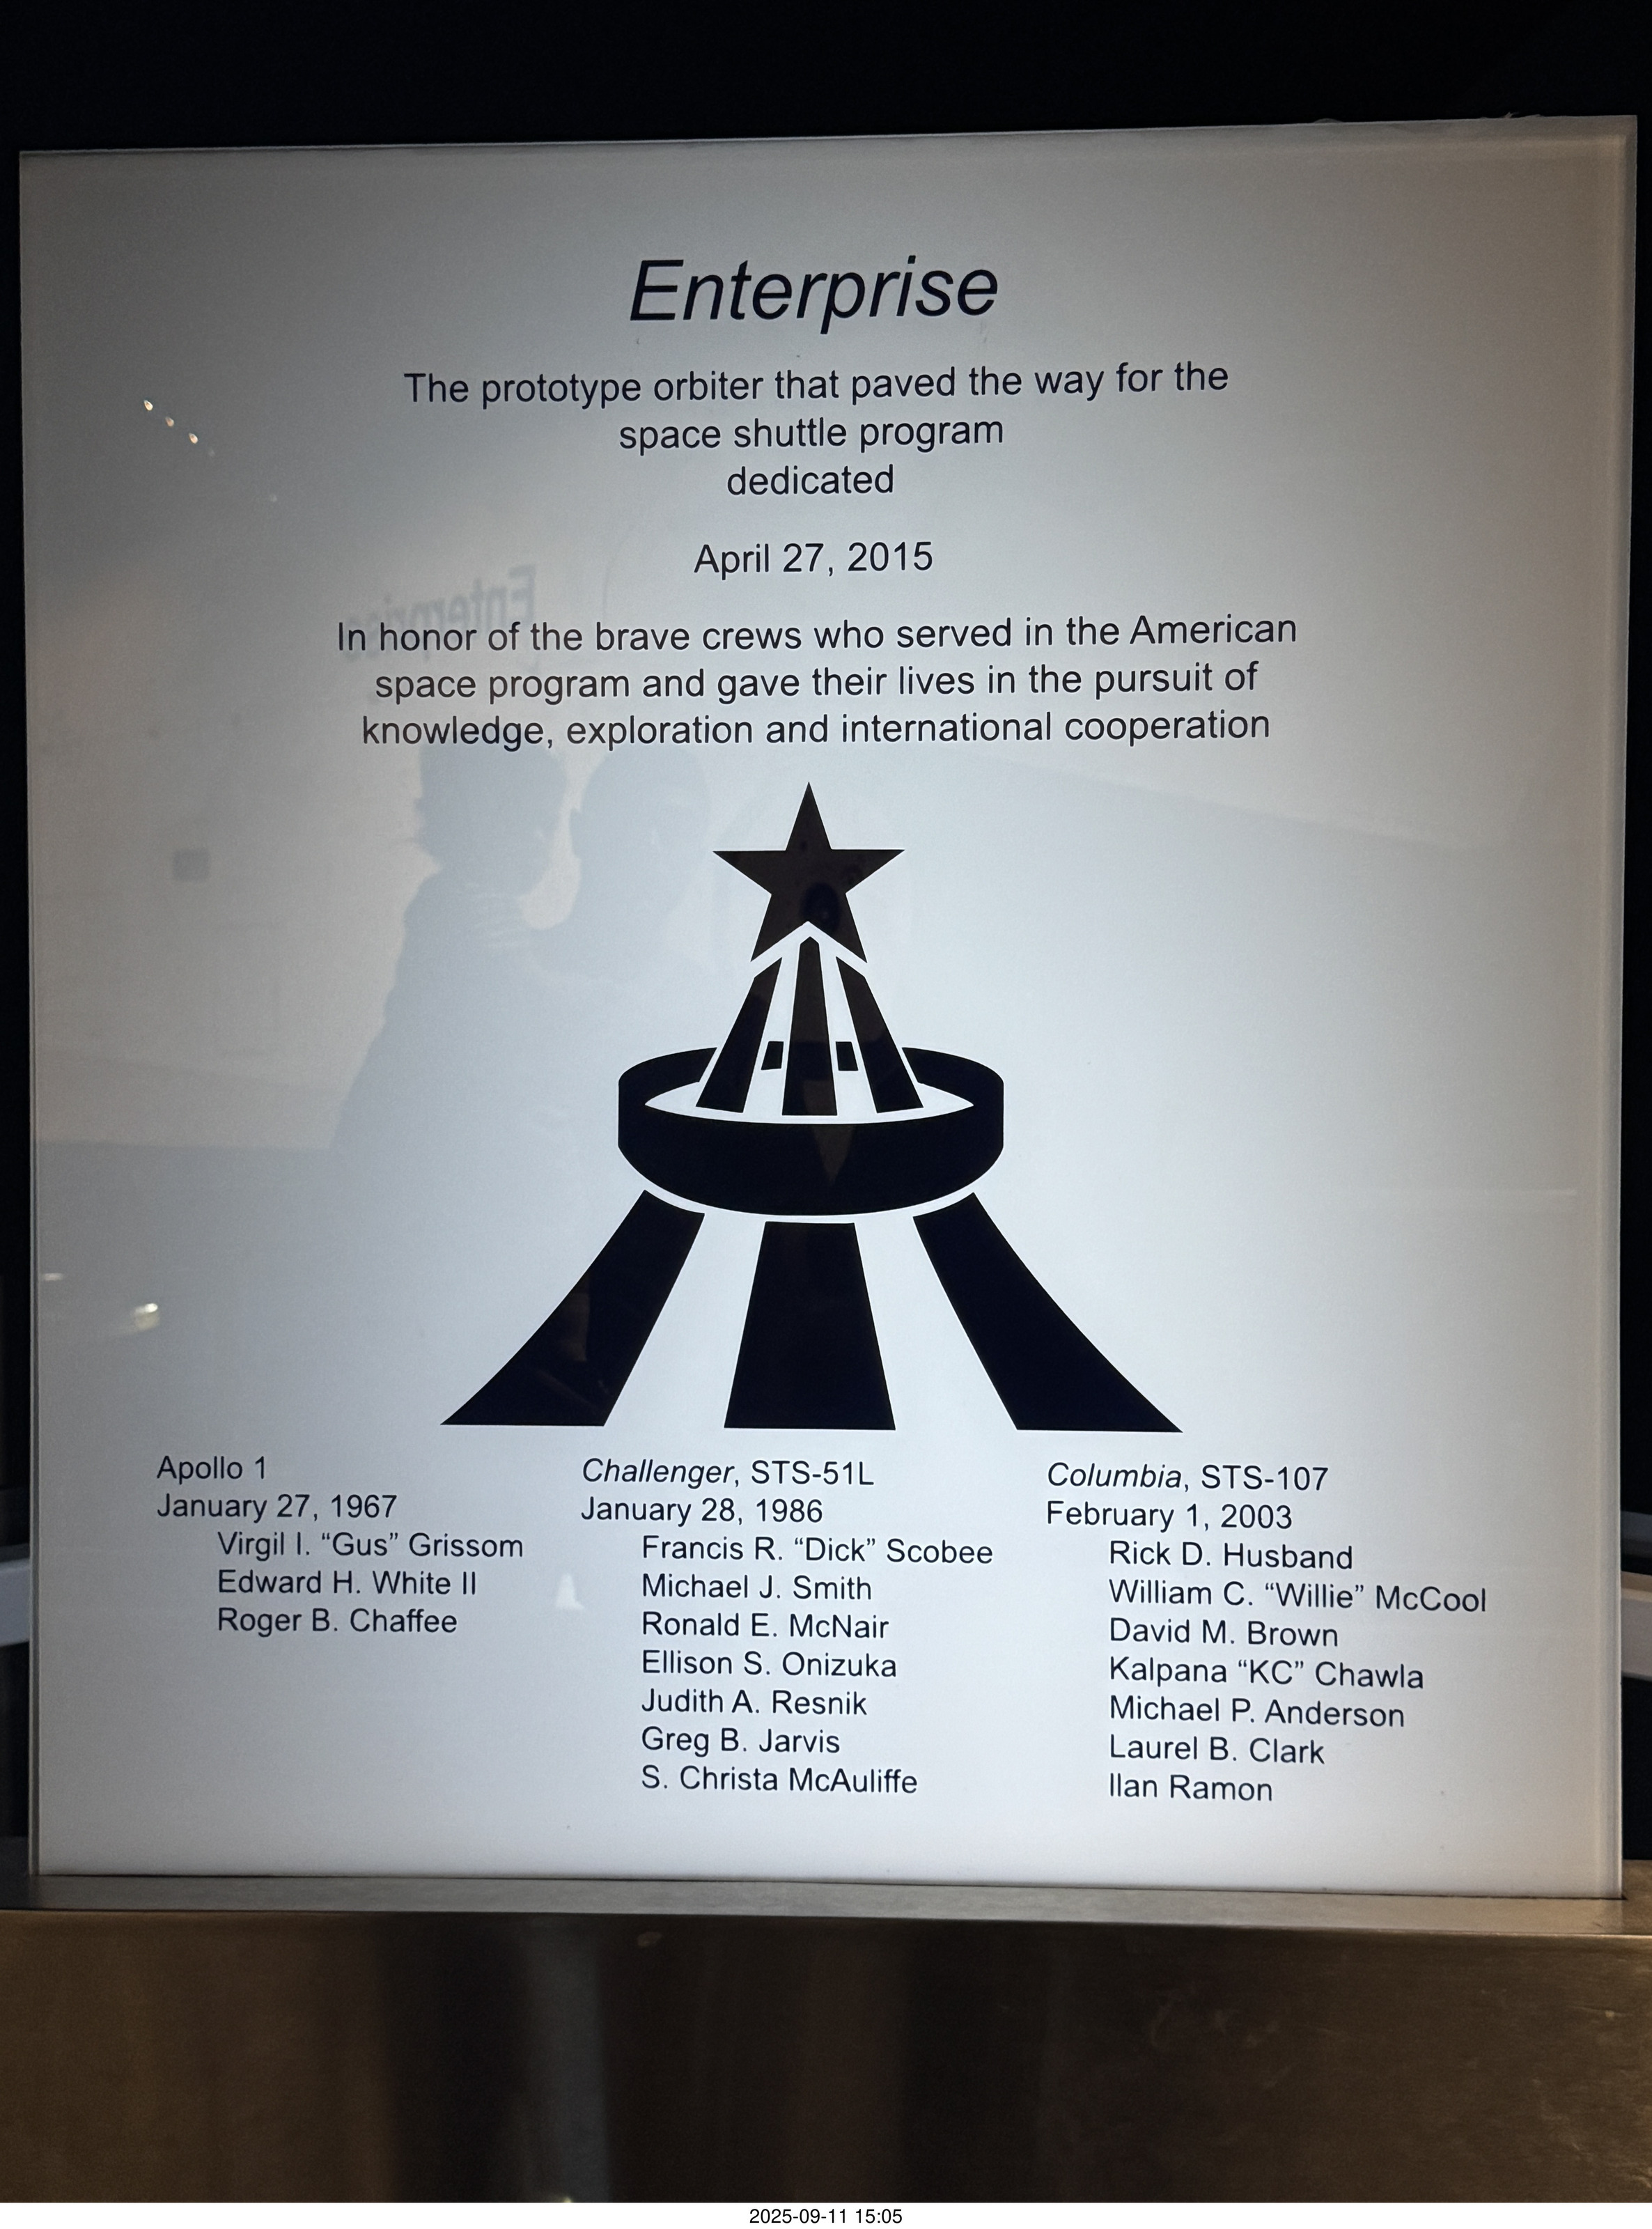 Enterprise
The prototype orbiter that paved the way for the
space shuttle program
dedicated
April 27, 2015
In honor of the brave crews who served in the American
space program and gave their lives in the pursuit of
knowledge, exploration and international cooperation
Apollo 1
January 27, 1967
Virgil I. “Gus” Grissom
Edward H. White II
Roger B. Chaffee
Challenger, STS-51L
January 28, 1986
Francis R. “Dick” Scobee
Michael J. Smith
Ronald E. McNair
Ellison S. Onizuka
Judith A. Resnik
Greg B. Jarvis
S. Christa McAuliffe
Columbia, STS-107
February 1, 2003
Rick D. Husband
William C. “Willie” McCool
David M. Brown
Kalpana “KC” Chawla
Michael P. Anderson
Laurel B. Clark
Ilan Ramon
2025-09-11 15:05